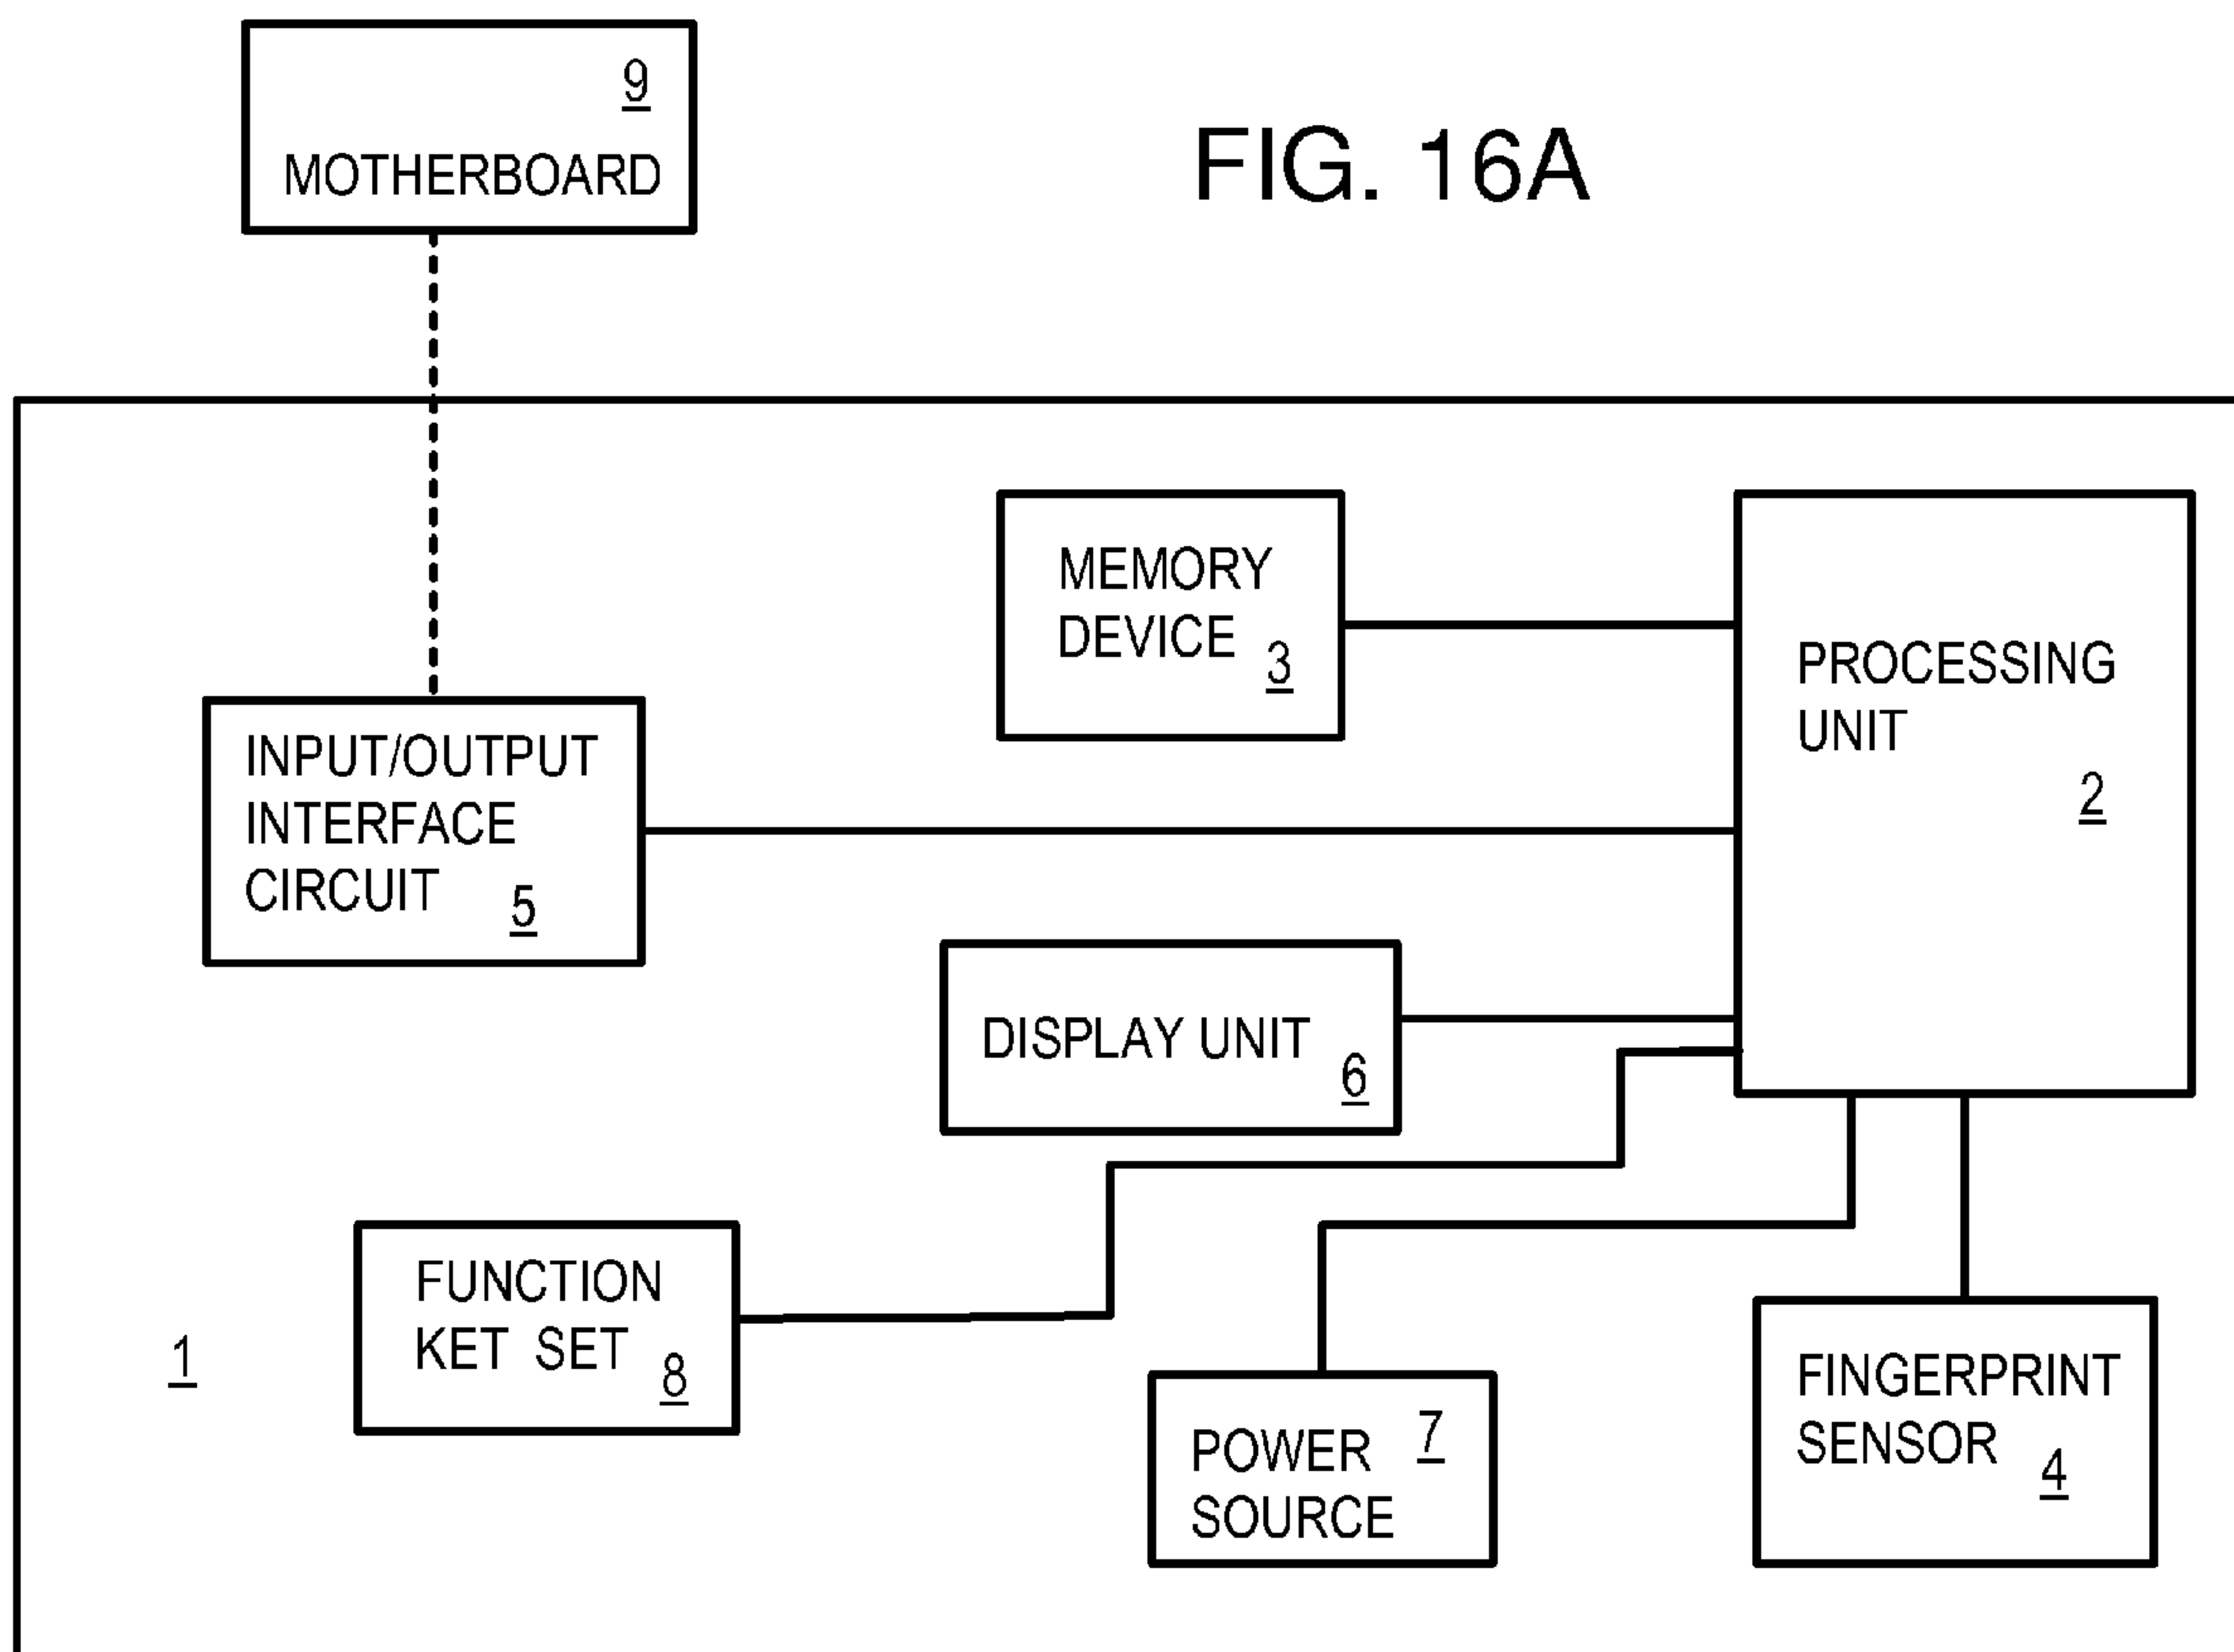 9
MOTHERBOARD
FIG. 16A
MEMORY
DEVICE 3
PROCESSING
UNIT
2
INPUT/OUTPUT
INTERFACE
CIRCUIT 5
DISPLAY UNIT 6
FUNCTION
KET SET 8
1
POWER 7
SOURCE
FINGERPRINT
SENSOR 4